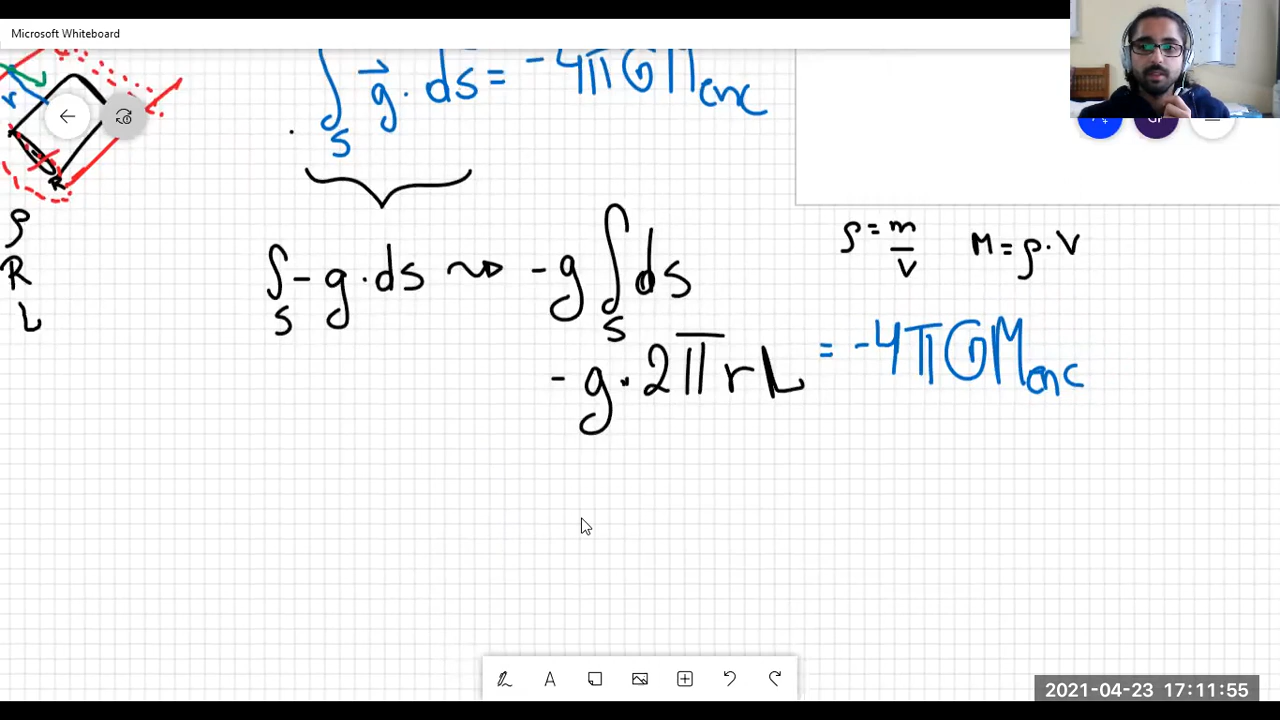 Microsoft Whiteboard
∫_S g⃗ · ds = -4πGM_enc
r
R
ρ
R
L
∫_S -g · ds ⇝ -g ∫_S ds
ρ = m/V   M = ρ · V
-g · 2πrL = -4πGM_enc
2021-04-23 17:11:55